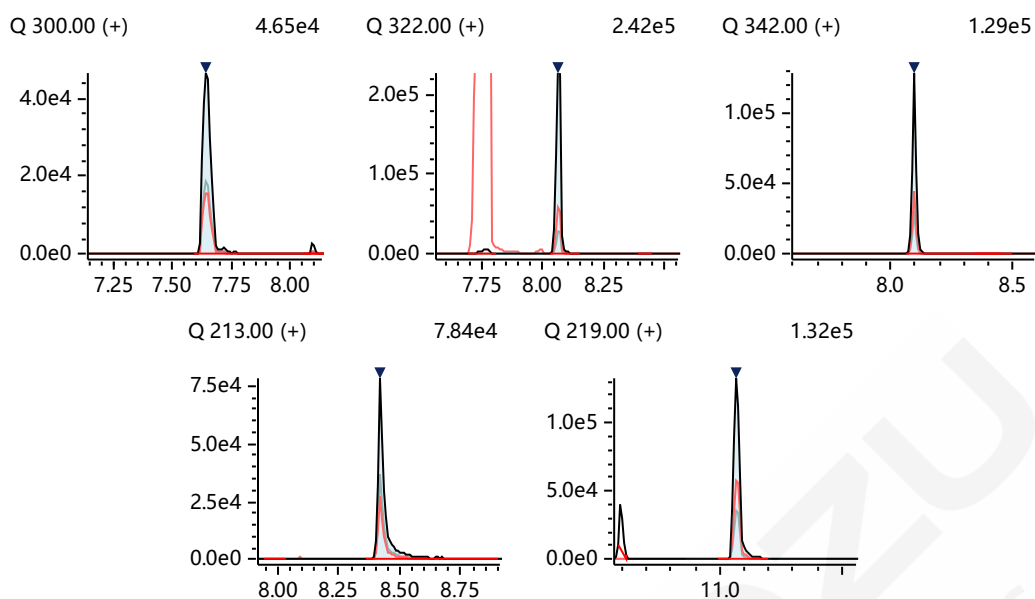 Q 300.00 (+) 4.65e4
4.0e4
2.0e4
0.0e0
7.25 7.50 7.75 8.00
Q 322.00 (+) 2.42e5
2.0e5
1.0e5
0.0e0
7.75 8.00 8.25
Q 342.00 (+) 1.29e5
1.0e5
5.0e4
0.0e0
8.0 8.5
Q 213.00 (+) 7.84e4
7.5e4
5.0e4
2.5e4
0.0e0
8.00 8.25 8.50 8.75
Q 219.00 (+) 1.32e5
1.0e5
5.0e4
0.0e0
11.0
ZU